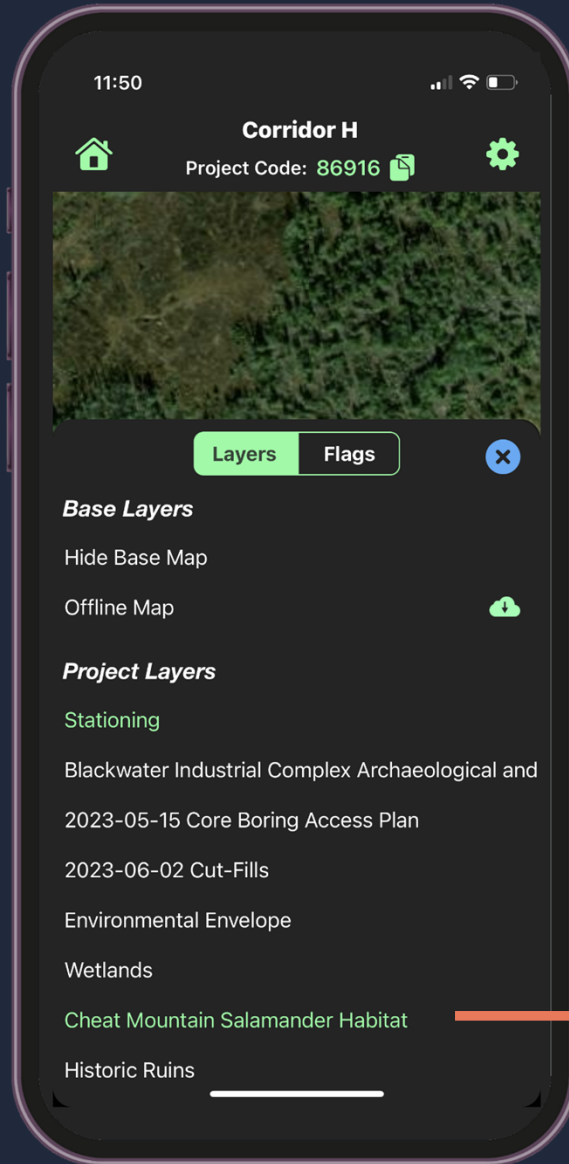 11:50
Corridor H
Project Code: 86916
Layers Flags
Base Layers
Hide Base Map
Offline Map
Project Layers
Stationing
Blackwater Industrial Complex Archaeological and
2023-05-15 Core Boring Access Plan
2023-06-02 Cut-Fills
Environmental Envelope
Wetlands
Cheat Mountain Salamander Habitat
Historic Ruins